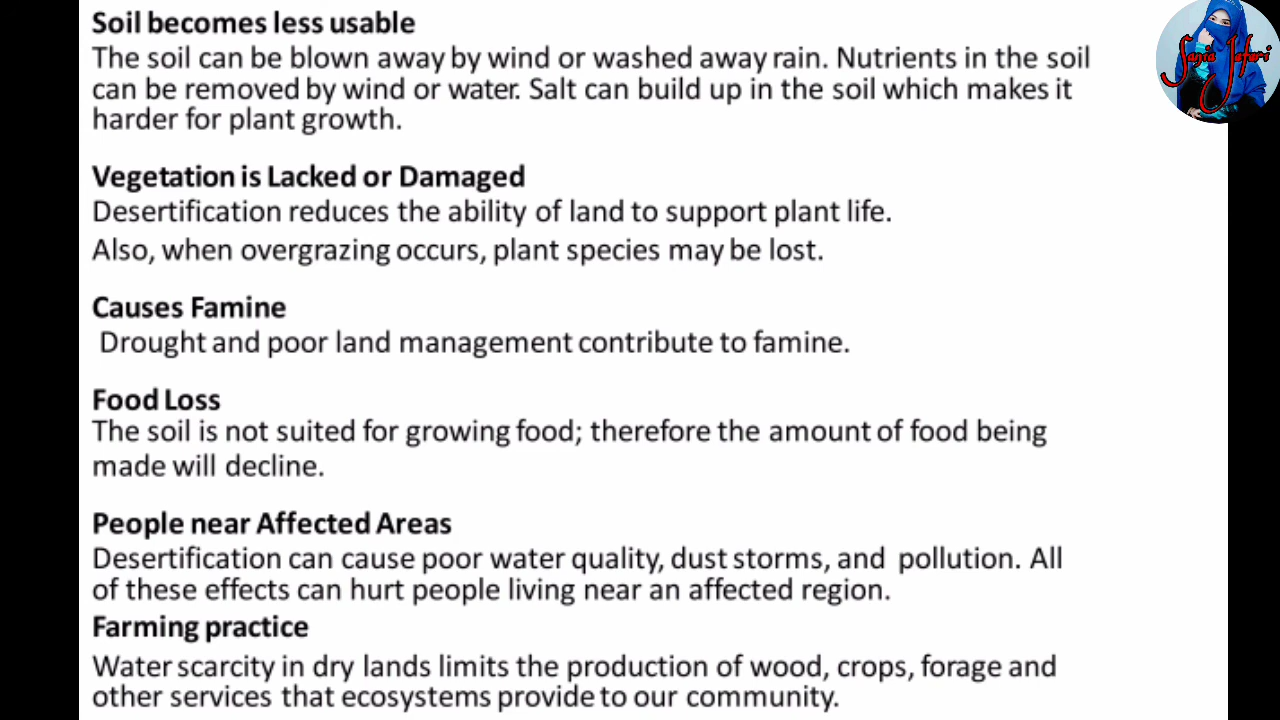 Soil becomes less usable
The soil can be blown away by wind or washed away rain. Nutrients in the soil
can be removed by wind or water. Salt can build up in the soil which makes it
harder for plant growth.
Vegetation is Lacked or Damaged
Desertification reduces the ability of land to support plant life.
Also, when overgrazing occurs, plant species may be lost.
Causes Famine
Drought and poor land management contribute to famine.
Food Loss
The soil is not suited for growing food; therefore the amount of food being
made will decline.
People near Affected Areas
Desertification can cause poor water quality, dust storms, and pollution. All
of these effects can hurt people living near an affected region.
Farming practice
Water scarcity in dry lands limits the production of wood, crops, forage and
other services that ecosystems provide to our community.
Sania Jafari